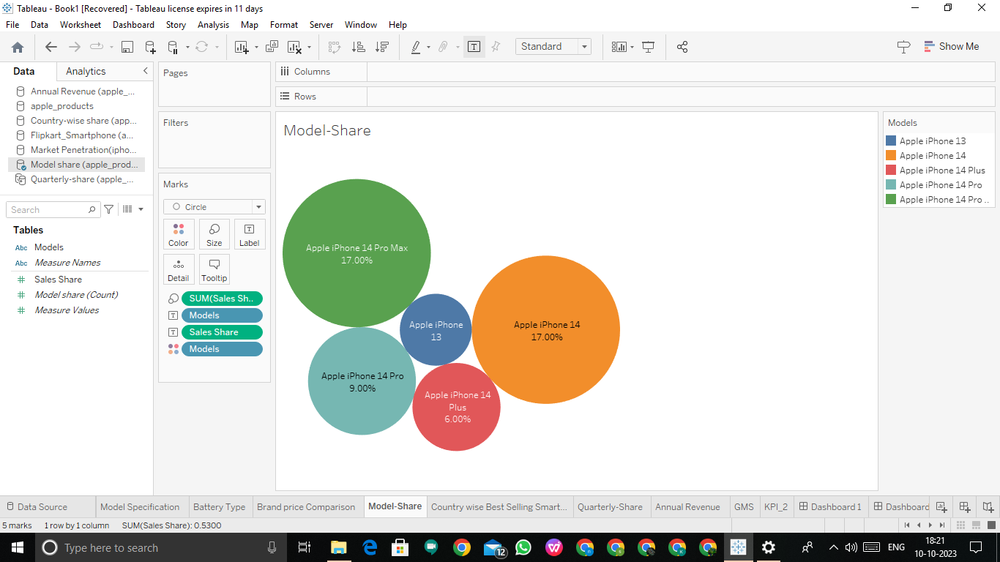 Tableau - Book1 [Recovered] - Tableau license expires in 11 days
File Data Worksheet Dashboard Story Analysis Map Format Server Window Help
Standard
Show Me
Data Analytics
Annual Revenue (apple_...
apple_products
Country-wise share (app...
Flipkart_Smartphone (a...
Market Penetration(ipho...
Model share (apple_prod...
Quarterly-share (apple_...
Search
Tables
Abc Models
Abc Measure Names
Sales Share
Model share (Count)
Measure Values
Pages
Filters
Marks
Circle
Color Size Label
Detail Tooltip
SUM(Sales Sh..
Models
Sales Share
Models
Columns
Rows
Model-Share
Apple iPhone 14 Pro Max
17.00%
Apple iPhone
13
Apple iPhone 14
17.00%
Apple iPhone 14 Pro
9.00%
Apple iPhone 14
Plus
6.00%
Models
Apple iPhone 13
Apple iPhone 14
Apple iPhone 14 Plus
Apple iPhone 14 Pro
Apple iPhone 14 Pro ..
Data Source Model Specification Battery Type Brand price Comparison Model-Share Country wise Best Selling Smart... Quarterly-Share Annual Revenue GMS KPI_2 Dashboard 1 Dashboard
5 marks 1 row by 1 column SUM(Sales Share): 0.5300
Type here to search
12
ENG
18:21
10-10-2023